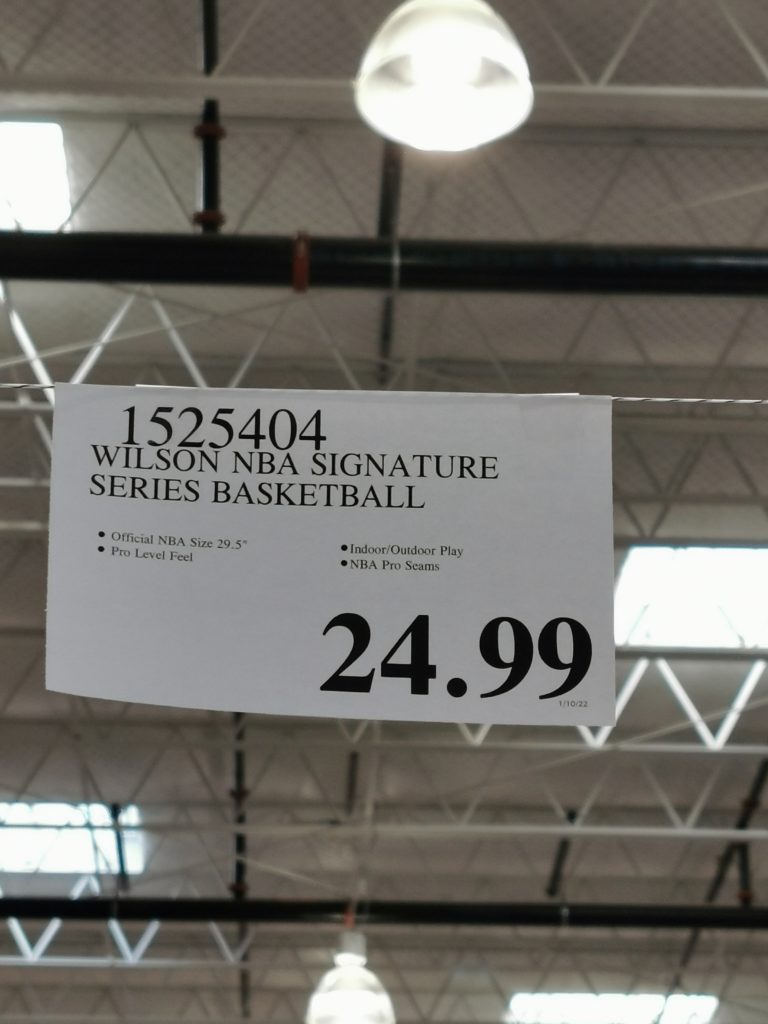 1525404
WILSON NBA SIGNATURE
SERIES BASKETBALL
• Official NBA Size 29.5"
• Pro Level Feel
• Indoor/Outdoor Play
• NBA Pro Seams
24.99
1/10/22